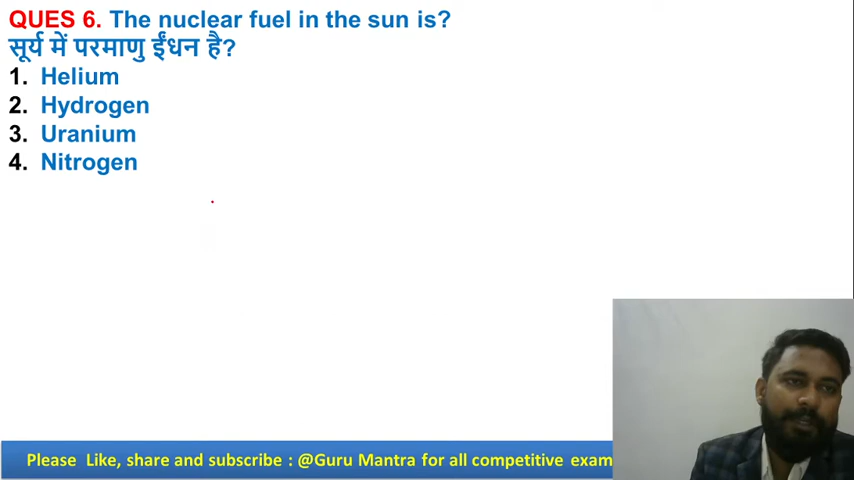 QUES 6. The nuclear fuel in the sun is?
सूर्य में परमाणु ईंधन है?
1. Helium
2. Hydrogen
3. Uranium
4. Nitrogen
Please Like, share and subscribe : @Guru Mantra for all competitive exam